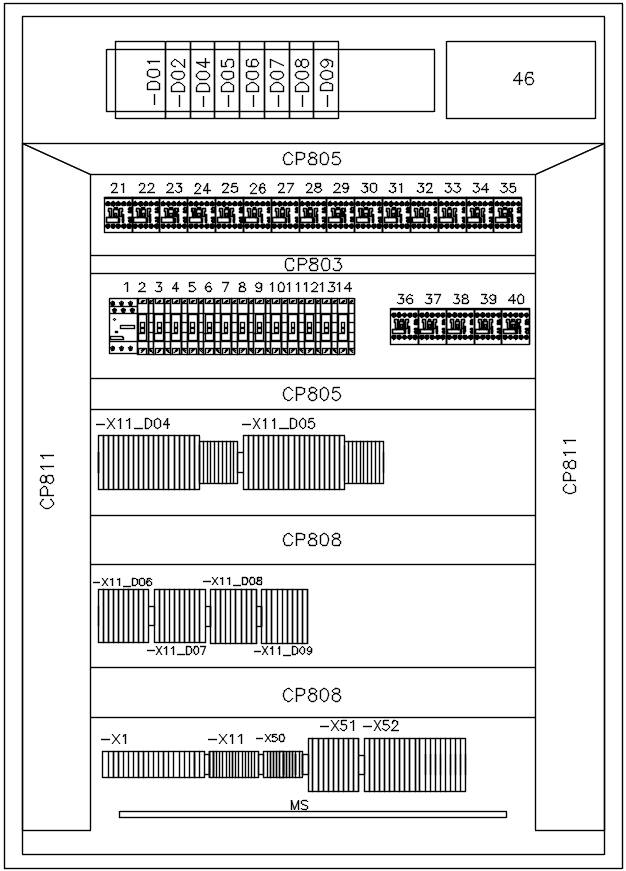 -D01 -D02 -D04 -D05 -D06 -D07 -D08 -D09 46
CP805
21 22 23 24 25 26 27 28 29 30 31 32 33 34 35
CP803
1 2 3 4 5 6 7 8 9 10 11 12 13 14 36 37 38 39 40
CP805
-X11_D04 -X11_D05
CP811 CP811
CP808
-X11_D06 -X11_D08
-X11_D07 -X11_D09
CP808
-X1 -X11 -X50 -X51 -X52
MS